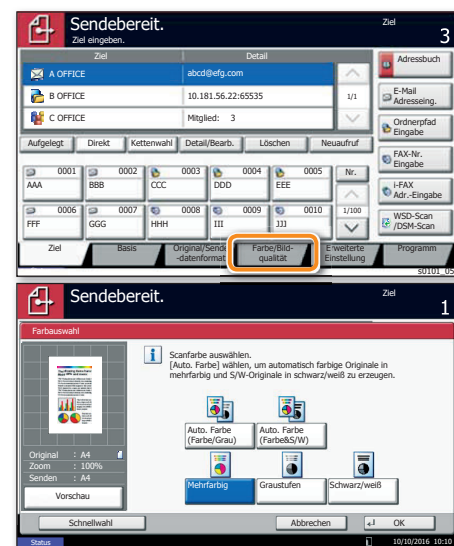 Sendebereit.
Ziel eingeben.
Ziel
3
Ziel Detail
A OFFICE abcd@efg.com
B OFFICE 10.181.56.22:65535
C OFFICE Mitglied: 3
1/1
Adressbuch
E-Mail
Adresseing.
Ordnerpfad
Eingabe
FAX-Nr.
Eingabe
i-FAX
Adr.-Eingabe
WSD-Scan
/DSM-Scan
Aufgelegt Direkt Kettenwahl Detail/Bearb. Löschen Neuaufruf
0001 0002 0003 0004 0005 Nr.
AAA BBB CCC DDD EEE
0006 0007 0008 0009 0010 1/100
FFF GGG HHH III JJJ
Ziel Basis Original/Sende
-datenformat
Farbe/Bild-
qualität
Erweiterte
Einstellung
Programm
s0101_05
Sendebereit.
Ziel
1
Farbauswahl
Scanfarbe auswählen.
[Auto. Farbe] wählen, um automatisch farbige Originale in
mehrfarbig und S/W-Originale in schwarz/weiß zu erzeugen.
Auto. Farbe
(Farbe/Grau)
Auto. Farbe
(Farbe&S/W)
Mehrfarbig Graustufen Schwarz/weiß
Original : A4
Zoom : 100%
Senden : A4
Vorschau
Schnellwahl Abbrechen OK
Status 10/10/2016 10:10